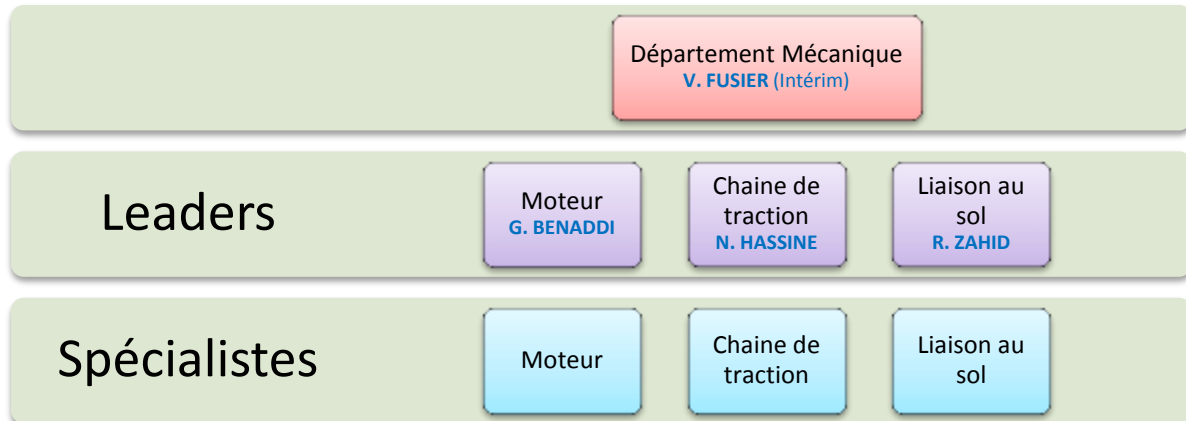 Département Mécanique
V. FUSIER (Intérim)
Leaders
Moteur
G. BENADDI
Chaine de
traction
N. HASSINE
Liaison au
sol
R. ZAHID
Spécialistes
Moteur
Chaine de
traction
Liaison au
sol